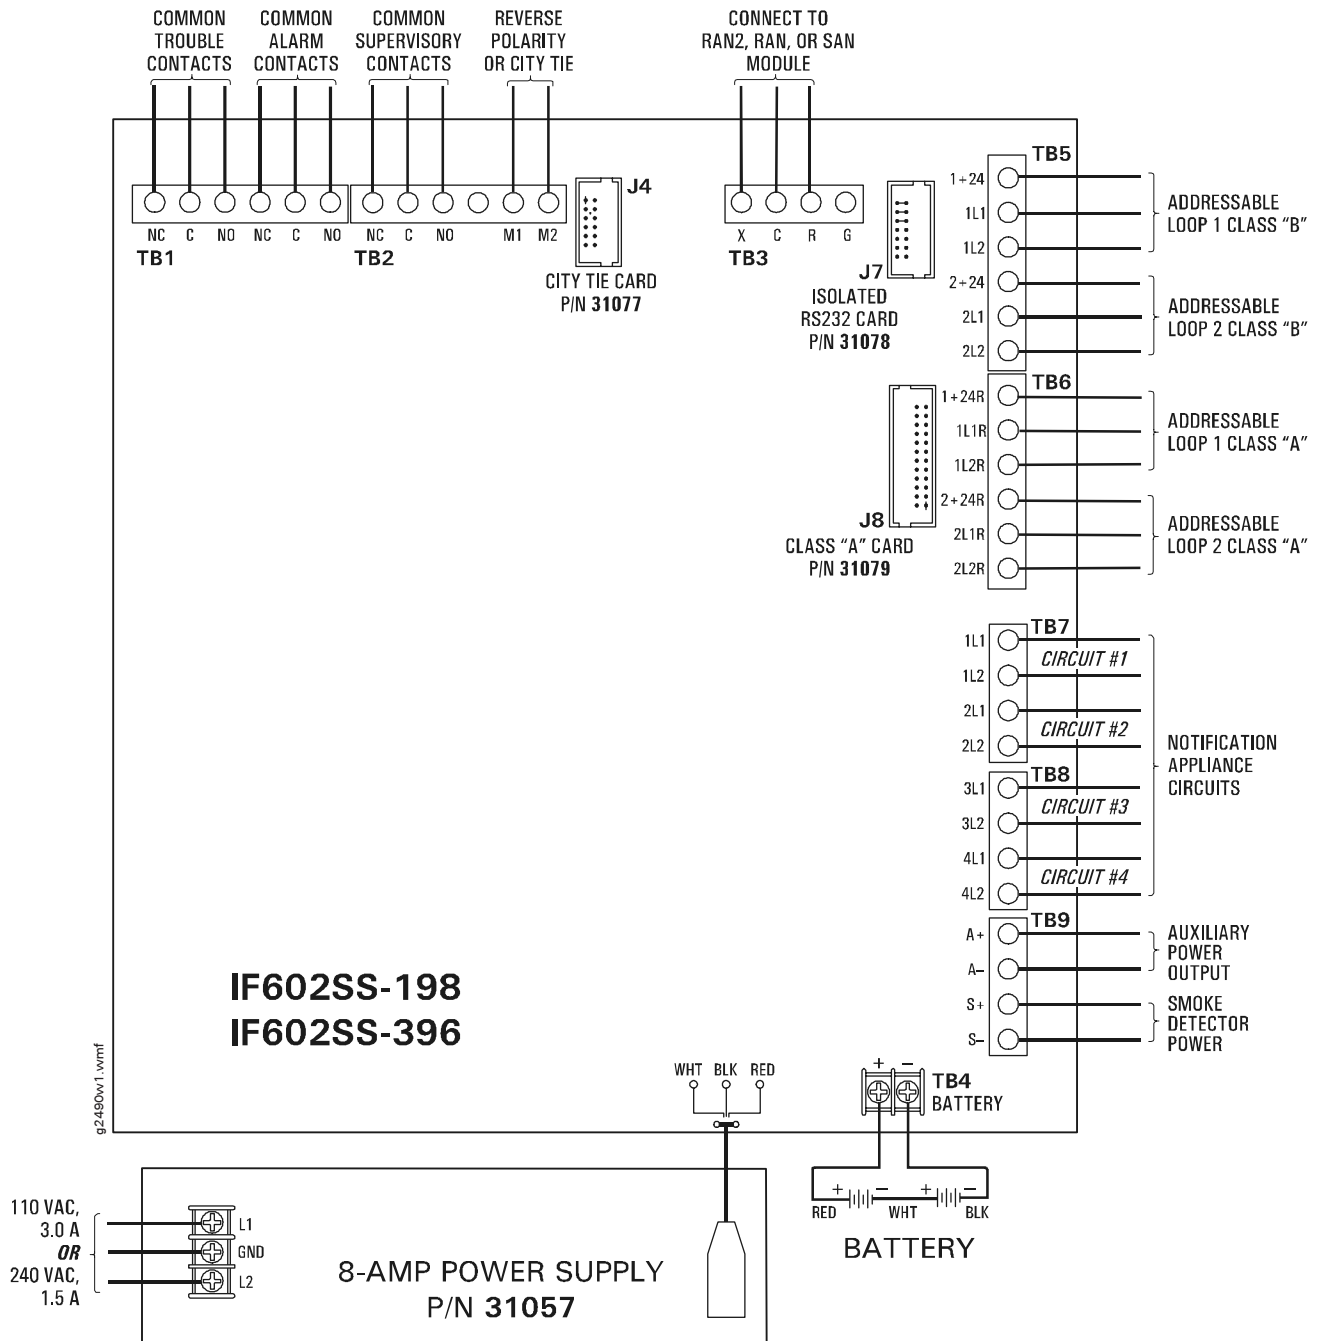 COMMON
TROUBLE
CONTACTS
COMMON
ALARM
CONTACTS
COMMON
SUPERVISORY
CONTACTS
REVERSE
POLARITY
OR CITY TIE
CONNECT TO
RAN2, RAN, OR SAN
MODULE
NC C NO NC C NO
TB1
NC C NO M1 M2
TB2
J4
CITY TIE CARD
P/N 31077
X C R G
TB3
J7
ISOLATED
RS232 CARD
P/N 31078
TB5
1+24
1L1
1L2
2+24
2L1
2L2
ADDRESSABLE
LOOP 1 CLASS “B”
ADDRESSABLE
LOOP 2 CLASS “B”
TB6
1+24R
1L1R
1L2R
2+24R
2L1R
2L2R
ADDRESSABLE
LOOP 1 CLASS “A”
ADDRESSABLE
LOOP 2 CLASS “A”
J8
CLASS “A” CARD
P/N 31079
TB7
1L1
CIRCUIT #1
1L2
2L1
CIRCUIT #2
2L2
TB8
3L1
CIRCUIT #3
3L2
4L1
CIRCUIT #4
4L2
NOTIFICATION
APPLIANCE
CIRCUITS
TB9
A+
A–
S+
S–
AUXILIARY
POWER
OUTPUT
SMOKE
DETECTOR
POWER
IF602SS-198
IF602SS-396
g2490w1.wmf
WHT BLK RED
+ –
TB4
BATTERY
+ – + –
RED WHT BLK
BATTERY
110 VAC,
3.0 A
OR
240 VAC,
1.5 A
L1
GND
L2
8-AMP POWER SUPPLY
P/N 31057